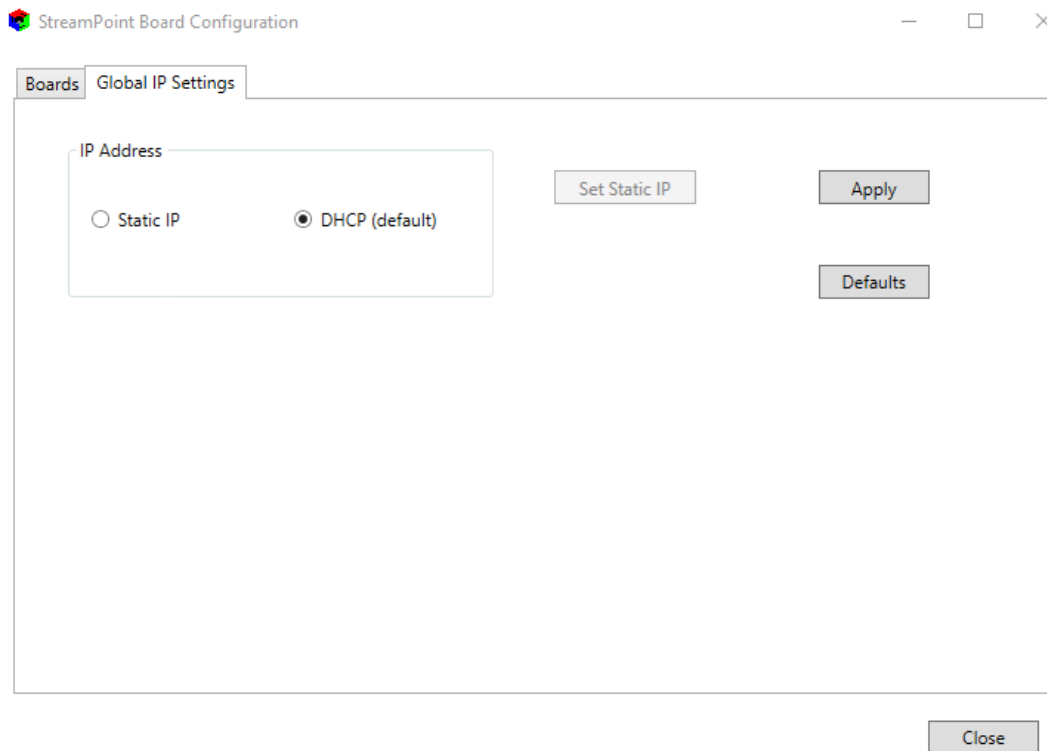 StreamPoint Board Configuration
Boards
Global IP Settings
IP Address
Static IP
DHCP (default)
Set Static IP
Apply
Defaults
Close